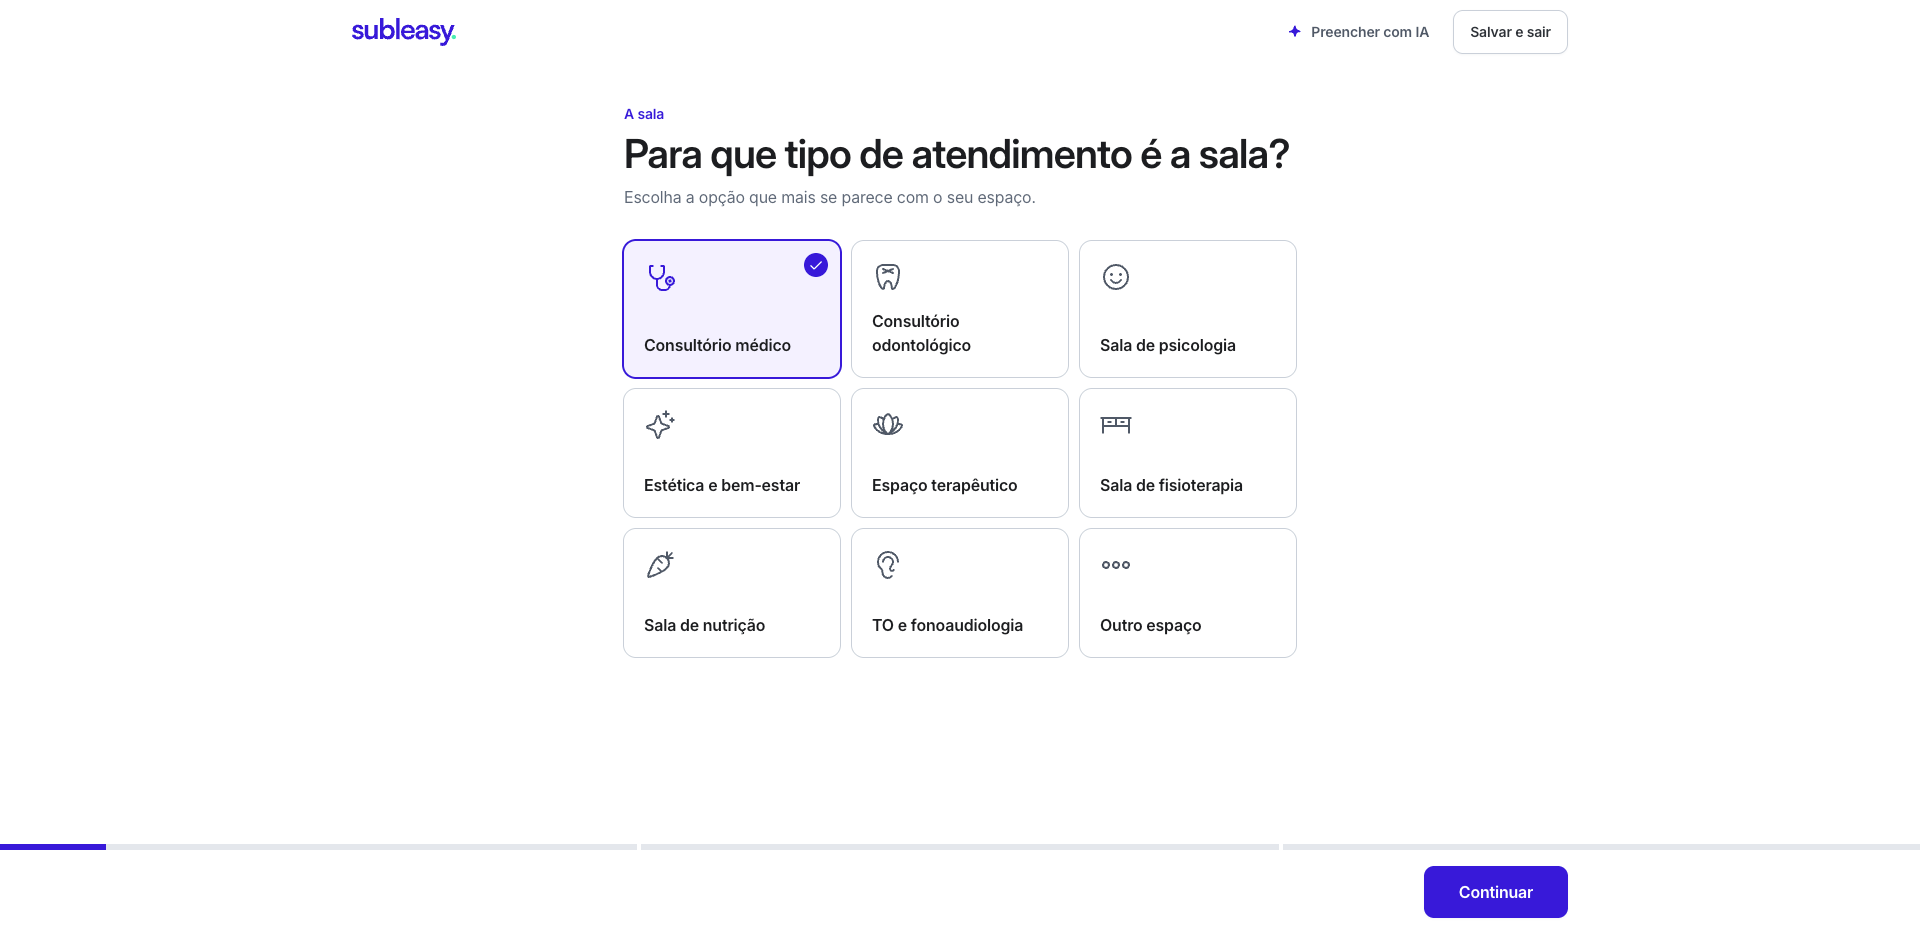 subleasy.
Preencher com IA
Salvar e sair
A sala
Para que tipo de atendimento é a sala?
Escolha a opção que mais se parece com o seu espaço.
Consultório médico
Consultório
odontológico
Sala de psicologia
Estética e bem-estar
Espaço terapêutico
Sala de fisioterapia
Sala de nutrição
TO e fonoaudiologia
Outro espaço
Continuar